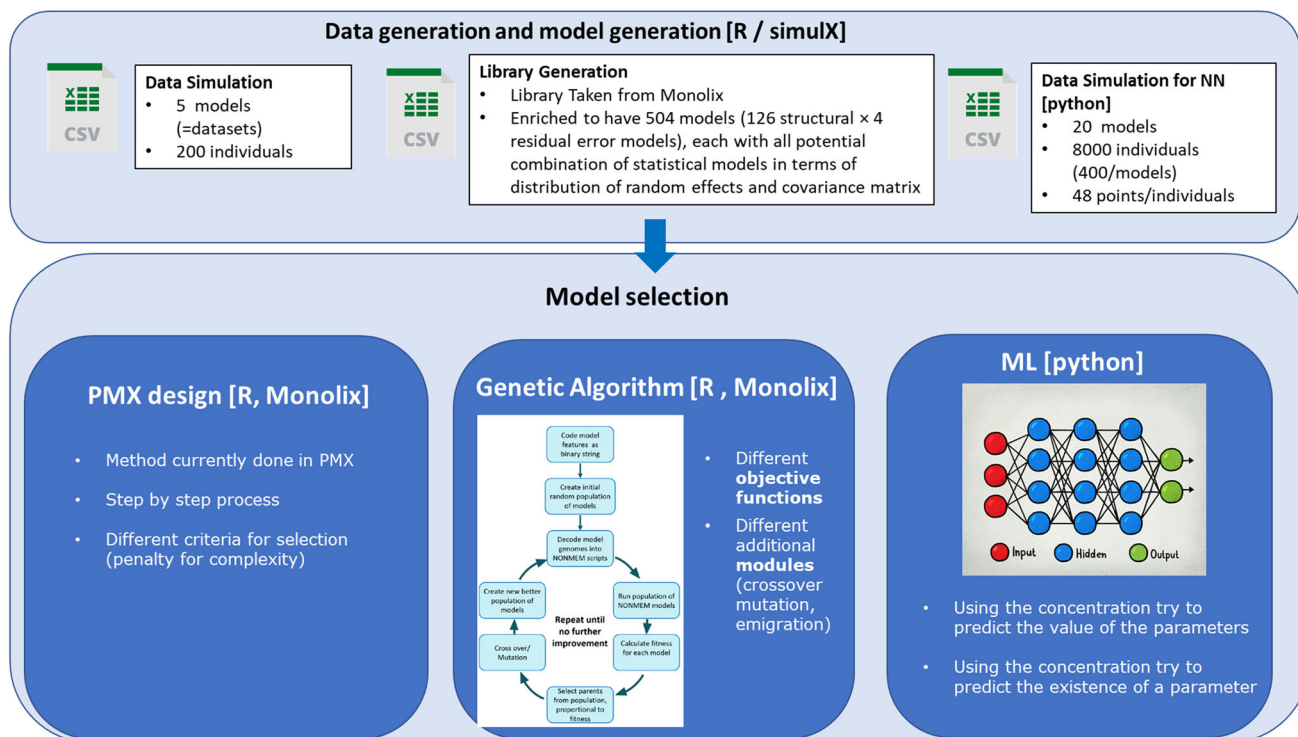 Data generation and model generation [R / simulX]
X
CSV
Data Simulation
• 5 models
(=datasets)
• 200 individuals
X
CSV
Library Generation
• Library Taken from Monolix
• Enriched to have 504 models (126 structural × 4
residual error models), each with all potential
combination of statistical models in terms of
distribution of random effects and covariance matrix
X
CSV
Data Simulation for NN
[python]
• 20 models
• 8000 individuals
(400/models)
• 48 points/individuals
Model selection
PMX design [R, Monolix]
• Method currently done in PMX
• Step by step process
• Different criteria for selection
(penalty for complexity)
Genetic Algorithm [R , Monolix]
Code model
features as
binary string
Create initial
random population
of models
Decode model
genomes into
NONMEM scripts
Run population of
NONMEM models
Calculate fitness
for each model
Select parents
from population,
proportional to
fitness
Cross over/
Mutation
Create new better
population of
models
Repeat until
no further
improvement
• Different
objective
functions
• Different
additional
modules
(crossover
mutation,
emigration)
ML [python]
Input
Hidden
Output
• Using the concentration try to
predict the value of the parameters
• Using the concentration try to
predict the existence of a parameter